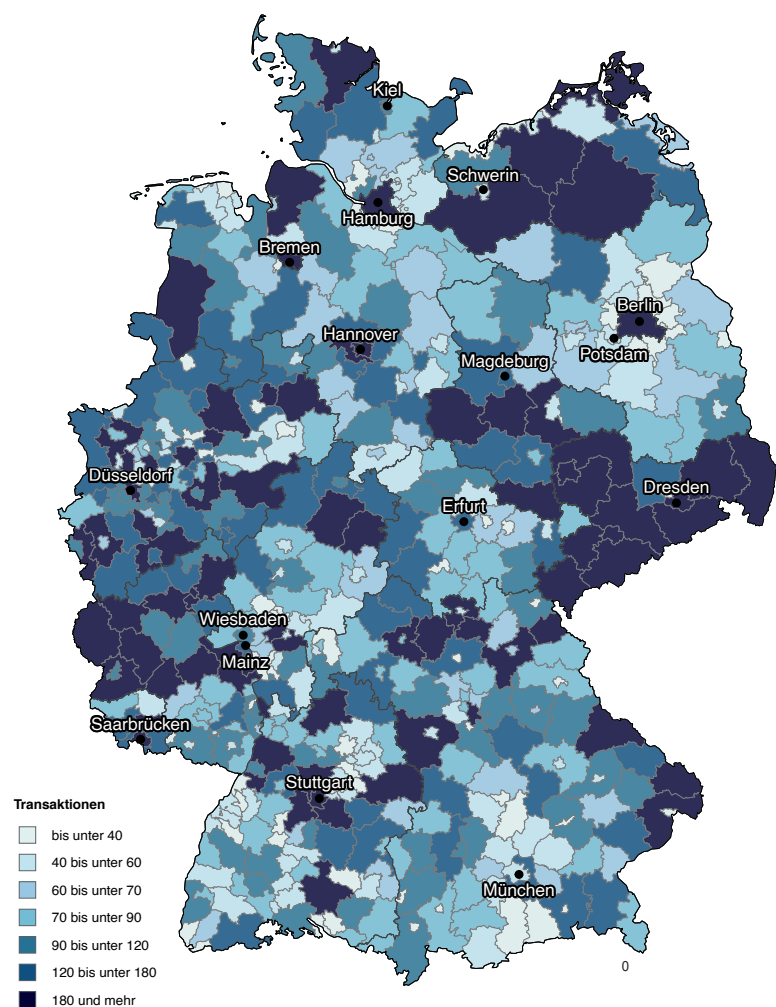 Kiel
Schwerin
Hamburg
Bremen
Berlin
Hannover
Potsdam
Magdeburg
Düsseldorf
Dresden
Erfurt
Wiesbaden
Mainz
Saarbrücken
Stuttgart
München
Transaktionen
bis unter 40
40 bis unter 60
60 bis unter 70
70 bis unter 90
90 bis unter 120
120 bis unter 180
180 und mehr
0